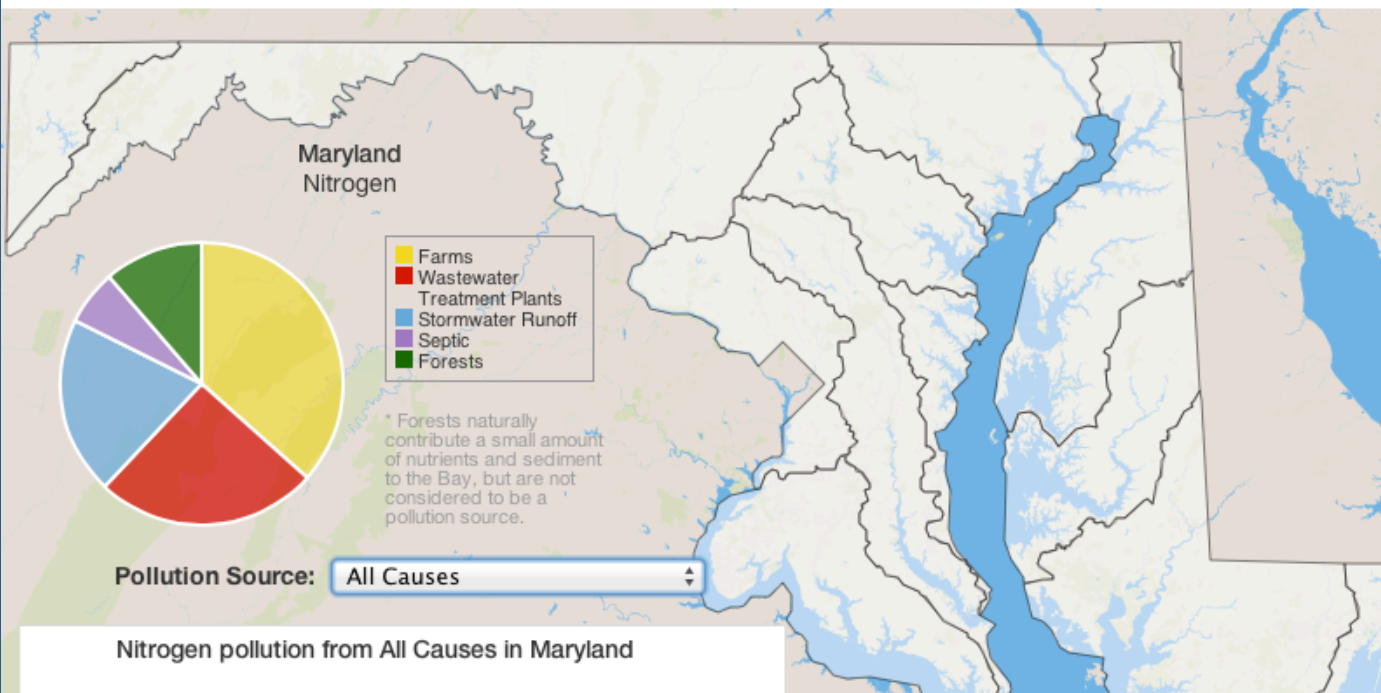 Maryland
Nitrogen
Farms
Wastewater
Treatment Plants
Stormwater Runoff
Septic
Forests
* Forests naturally
contribute a small amount
of nutrients and sediment
to the Bay, but are not
considered to be a
pollution source.
Pollution Source: All Causes
Nitrogen pollution from All Causes in Maryland